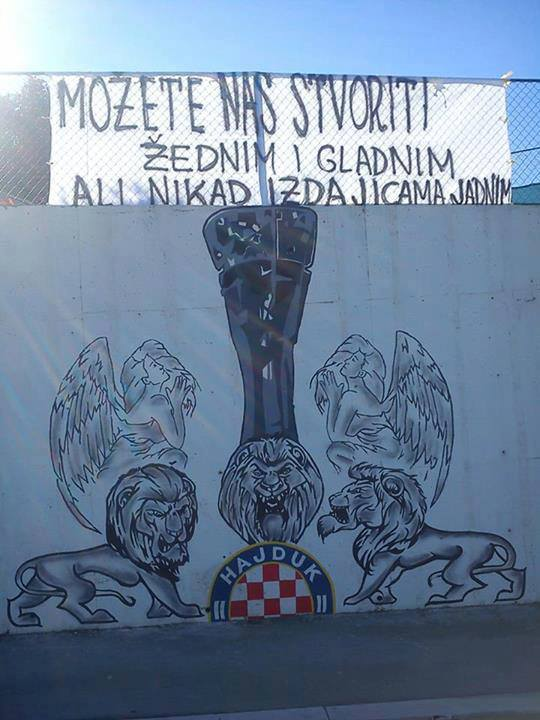 MOŽETE NAS STVORITI
ŽEDNIM I GLADNIM
ALI NIKAD IZDAJICAMA JADNIM
HAJDUK